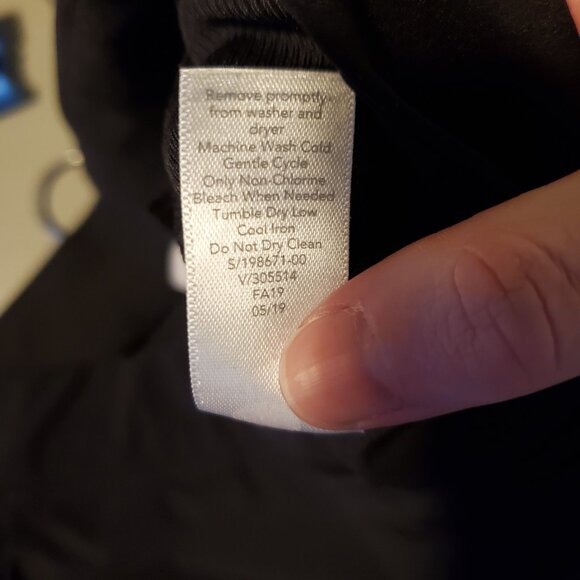 Remove promptly
from washer and
dryer
Machine Wash Cold
Gentle Cycle
Only Non-Chlorine
Bleach When Needed
Tumble Dry Low
Cool Iron
Do Not Dry Clean
S/198671-00
V/305514
FA19
05/19